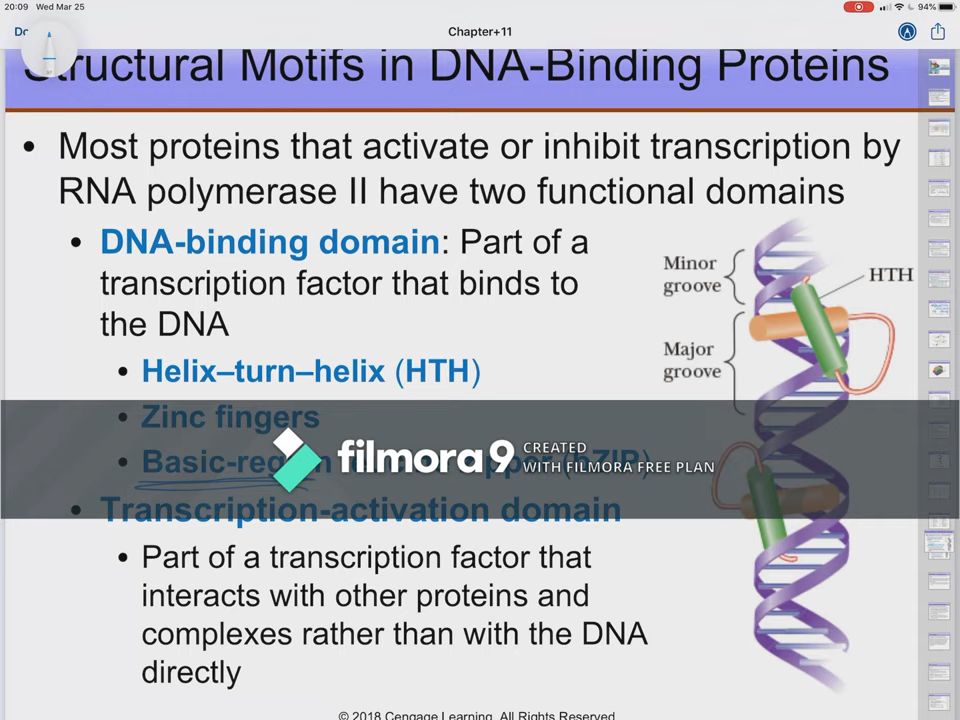 20:09 Wed Mar 25
94%
Chapter+11
Structural Motifs in DNA-Binding Proteins
• Most proteins that activate or inhibit transcription by
RNA polymerase II have two functional domains
• DNA-binding domain: Part of a
transcription factor that binds to
the DNA
• Helix–turn–helix (HTH)
• Zinc fingers
• Basic-region (bZIP)
• Transcription-activation domain
• Part of a transcription factor that
interacts with other proteins and
complexes rather than with the DNA
directly
Minor
groove
HTH
Major
groove
filmora9 CREATED
WITH FILMORA FREE PLAN
© 2018 Cengage Learning. All Rights Reserved